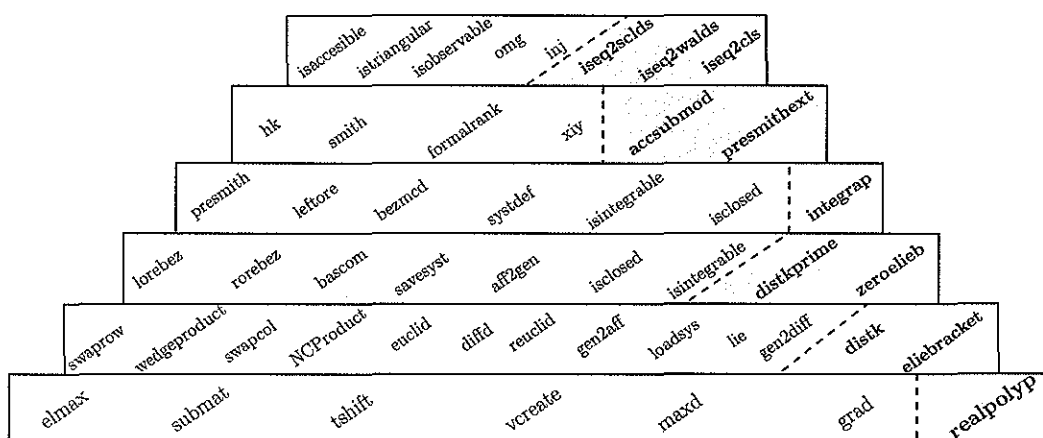 isaccesible istriangular isobservable omg inj iseq2sclds iseq2walds iseq2cls
hk smith formalrank xiy accsubmod presmithext
presmith leftore bezmcd systdef isintegrable isclosed integrap
lorebez rorebez bascom savesyst aff2gen isclosed isintegrable distkprime zeroelieb
swaprow wedgeproduct swapcol NCProduct euclid diffd reuclid gen2aff loadsys lie gen2diff distk eliebracket
elmax submat tshift vcreate maxd grad realpolyp